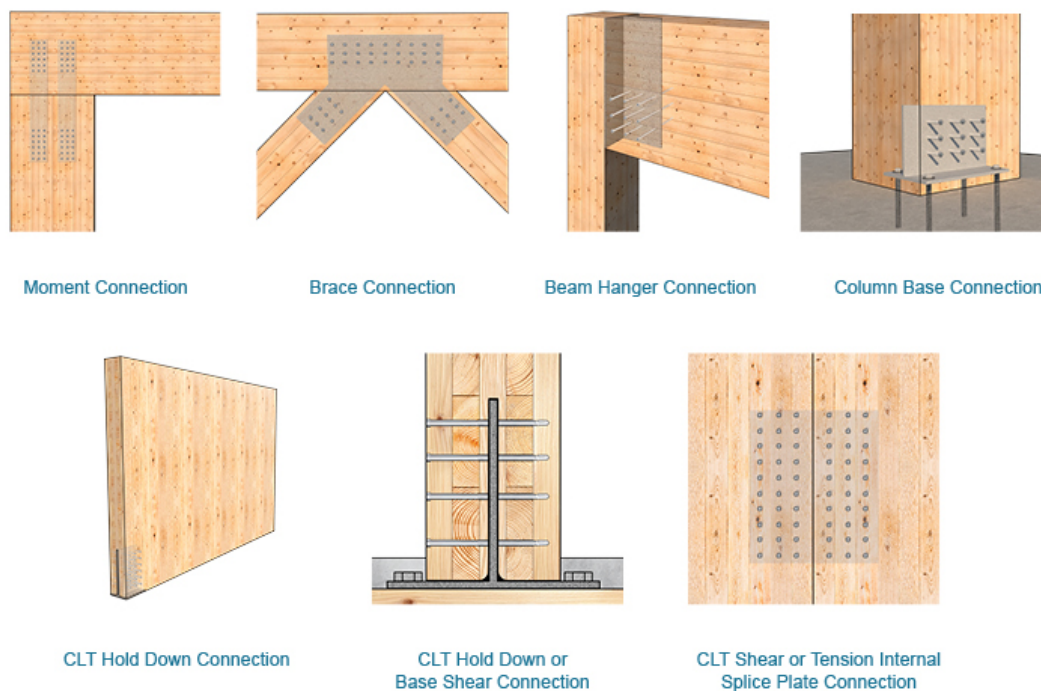 Moment Connection
Brace Connection
Beam Hanger Connection
Column Base Connection
CLT Hold Down Connection
CLT Hold Down or
Base Shear Connection
CLT Shear or Tension Internal
Splice Plate Connection